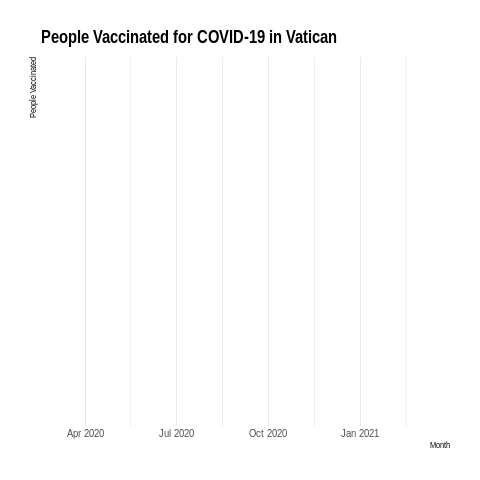 People Vaccinated for COVID-19 in Vatican
People Vaccinated
Apr 2020
Jul 2020
Oct 2020
Jan 2021
Month